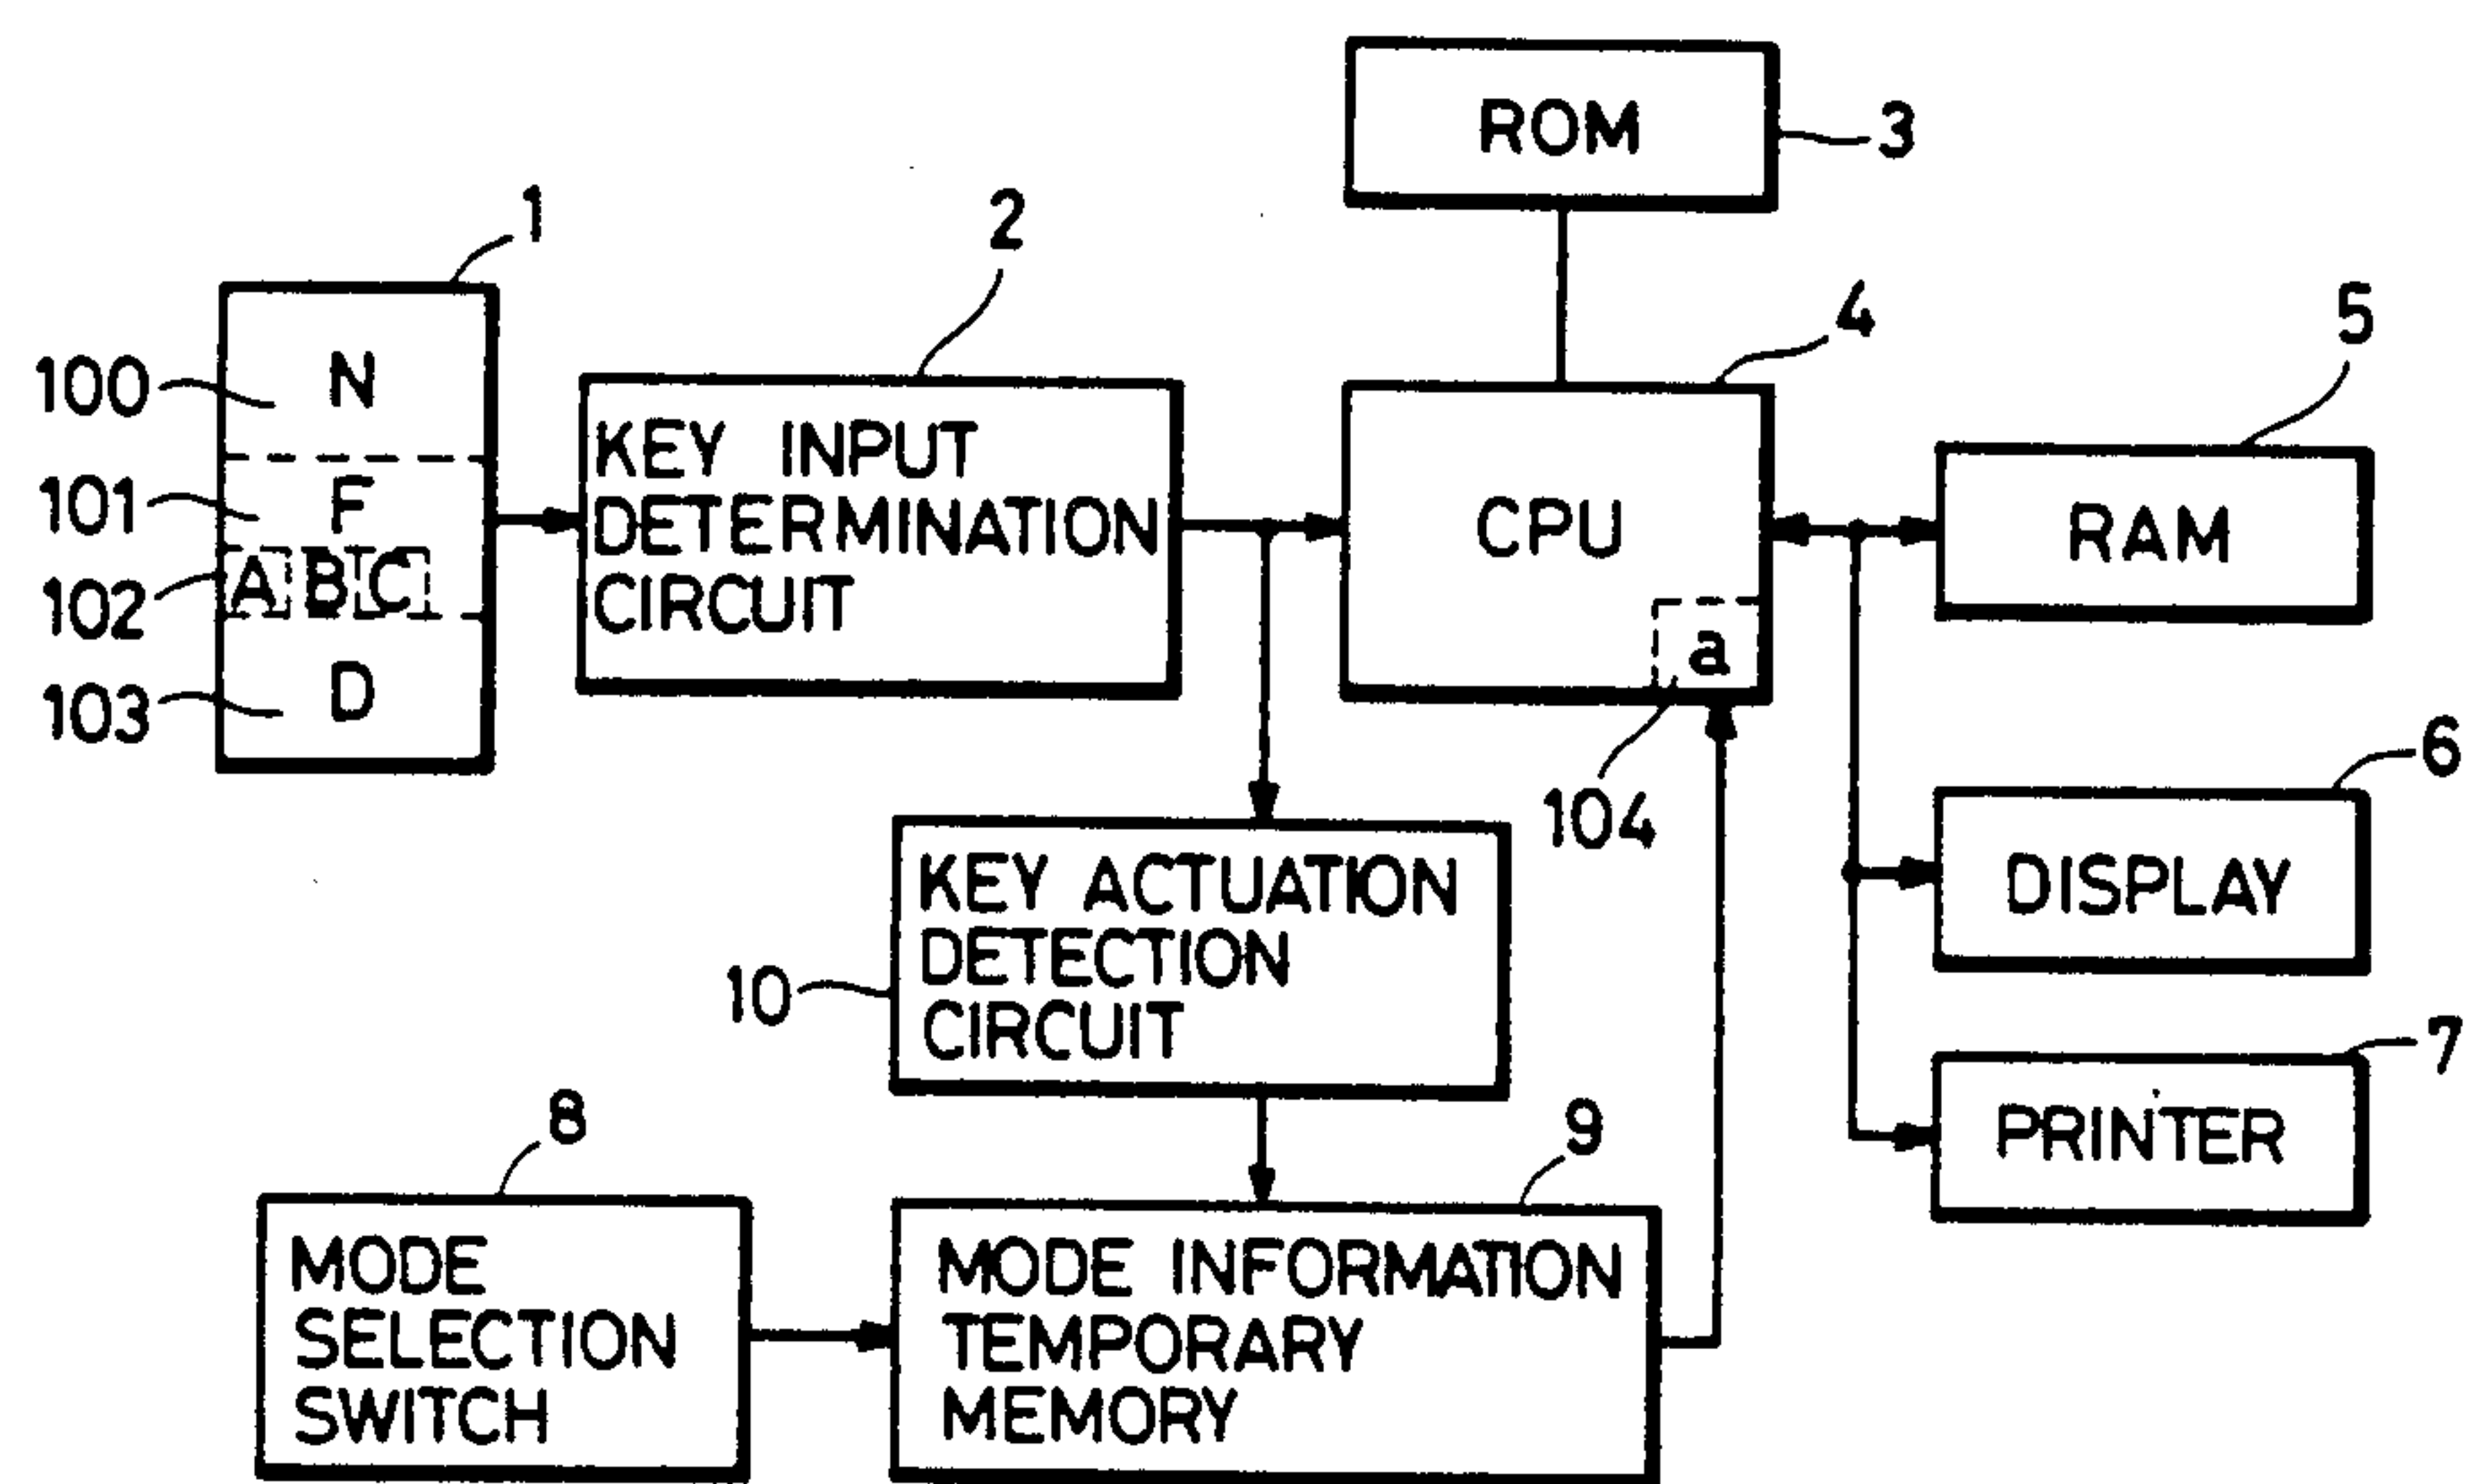 ROM
3
1
2
4
5
100
N
101
F
102
A B C
103
D
KEY INPUT
DETERMINATION
CIRCUIT
CPU
a
104
RAM
6
DISPLAY
7
PRINTER
KEY ACTUATION
DETECTION
CIRCUIT
10
8
9
MODE
SELECTION
SWITCH
MODE INFORMATION
TEMPORARY
MEMORY